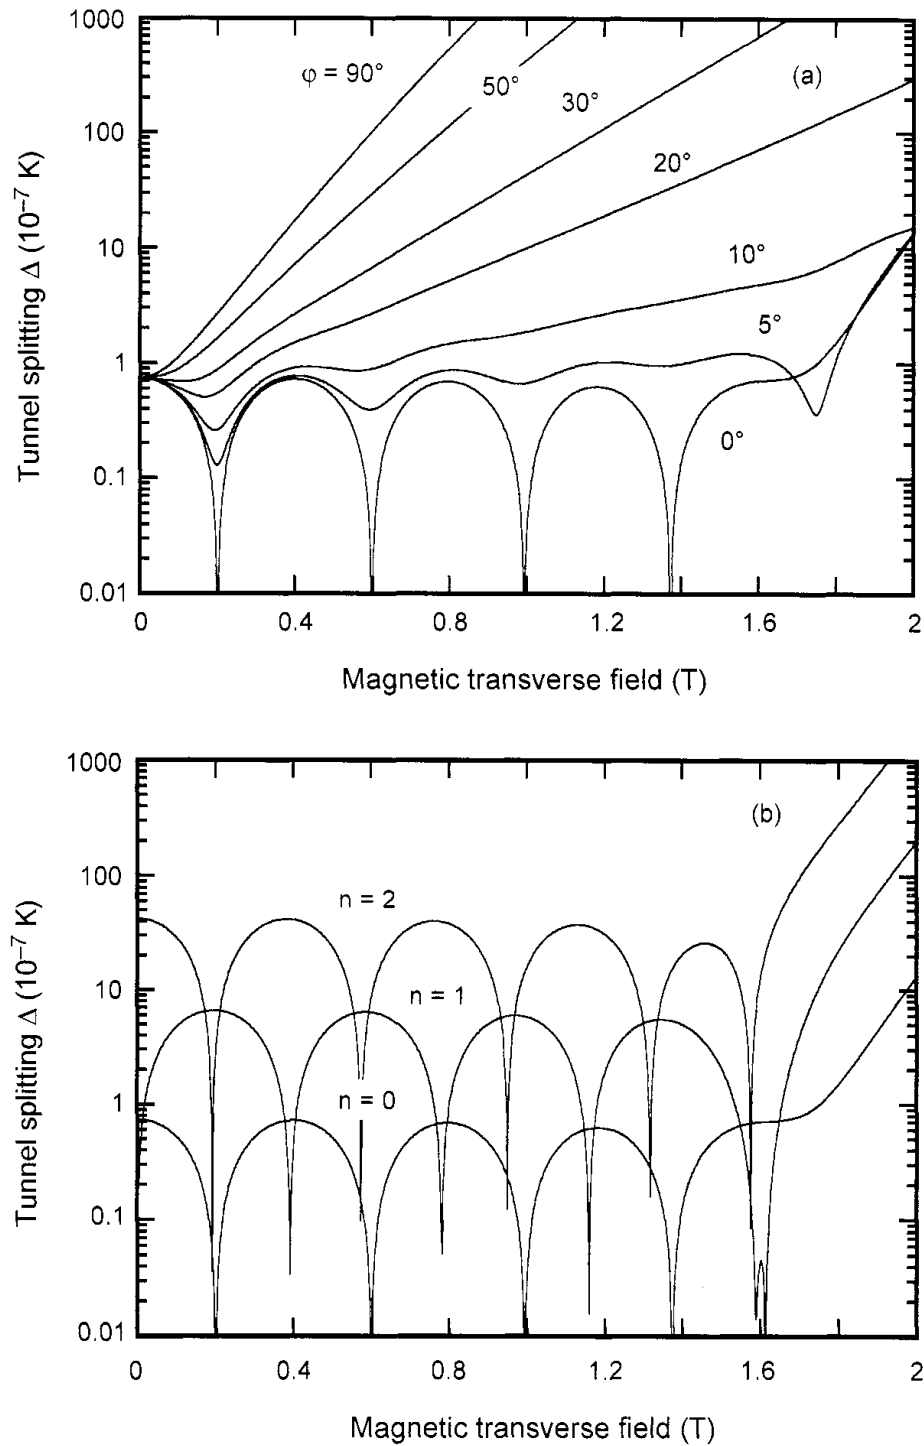 1000
100
10
1
0.1
0.01
Tunnel splitting Δ (10⁻⁷ K)
φ = 90°
50°
30°
(a)
20°
10°
5°
0°
0 0.4 0.8 1.2 1.6 2
Magnetic transverse field (T)
1000
100
10
1
0.1
0.01
Tunnel splitting Δ (10⁻⁷ K)
(b)
n = 2
n = 1
n = 0
0 0.4 0.8 1.2 1.6 2
Magnetic transverse field (T)